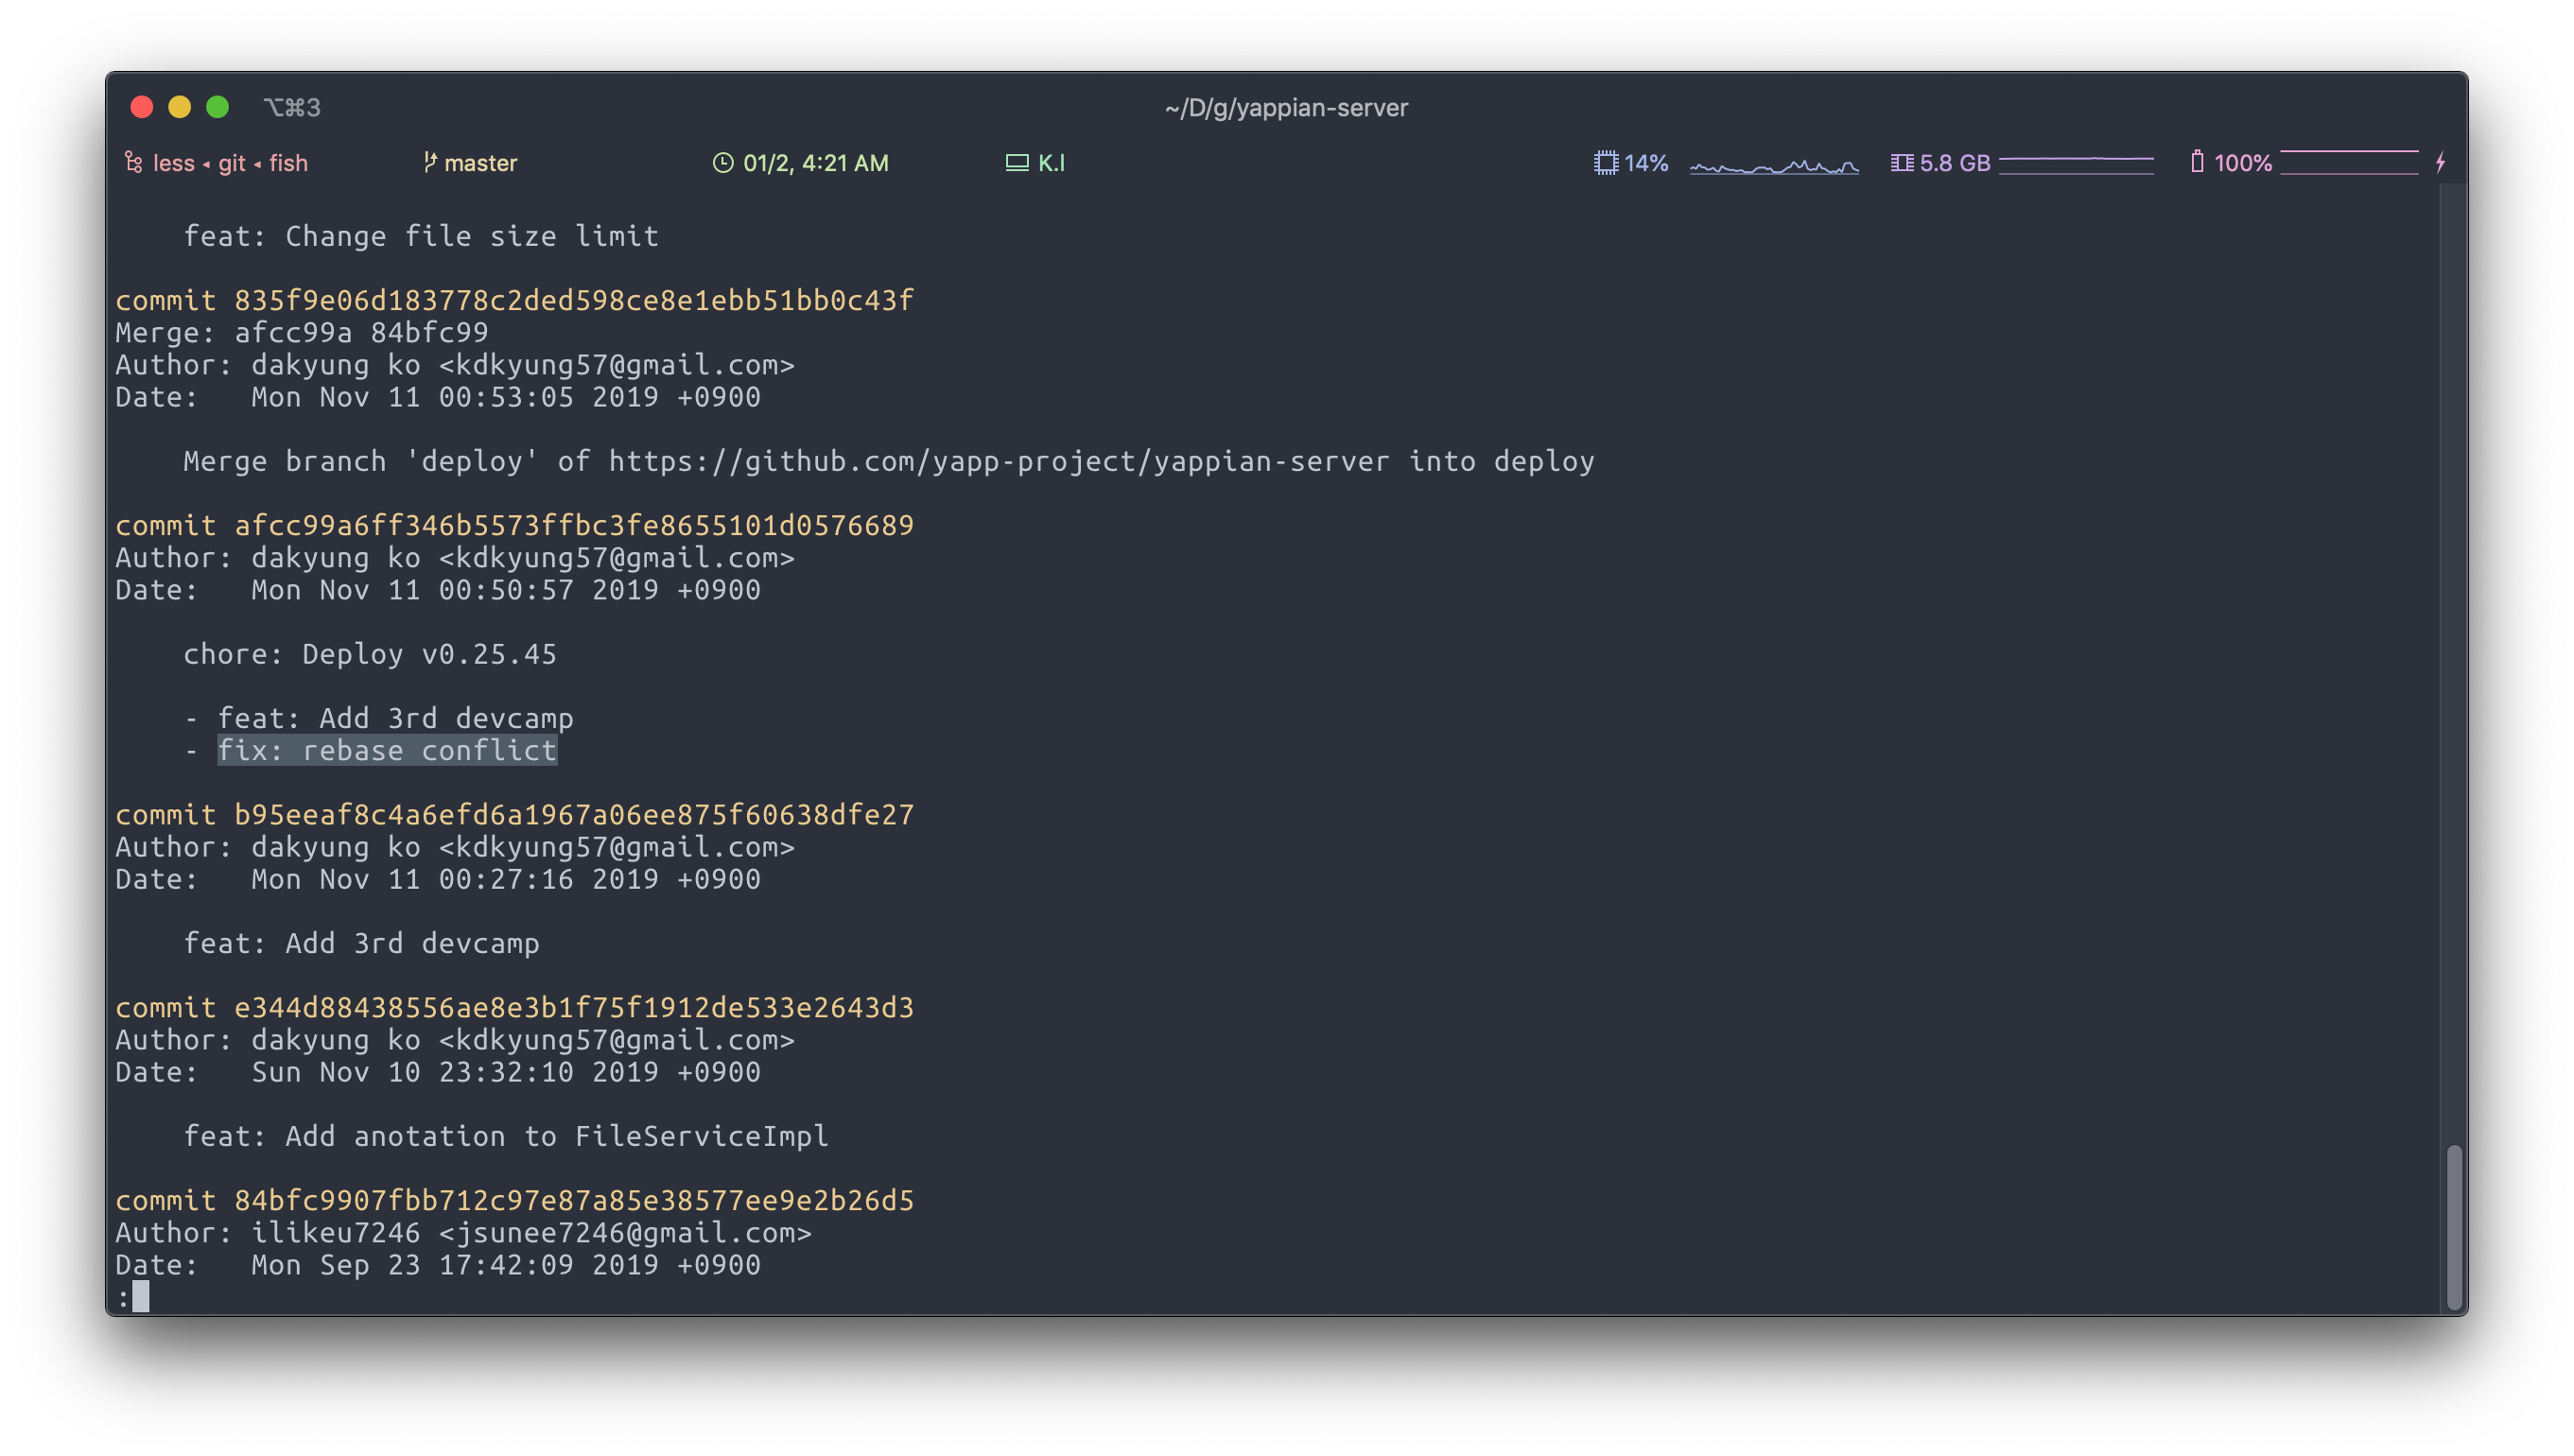 ⌥⌘3
~/D/g/yappian-server
less ◂ git ◂ fish
master
01/2, 4:21 AM
K.l
14%
5.8 GB
100%
feat: Change file size limit
commit 835f9e06d183778c2ded598ce8e1ebb51bb0c43f
Merge: afcc99a 84bfc99
Author: dakyung ko <kdkyung57@gmail.com>
Date:   Mon Nov 11 00:53:05 2019 +0900
Merge branch 'deploy' of https://github.com/yapp-project/yappian-server into deploy
commit afcc99a6ff346b5573ffbc3fe8655101d0576689
Author: dakyung ko <kdkyung57@gmail.com>
Date:   Mon Nov 11 00:50:57 2019 +0900
chore: Deploy v0.25.45
- feat: Add 3rd devcamp
- fix: rebase conflict
commit b95eeaf8c4a6efd6a1967a06ee875f60638dfe27
Author: dakyung ko <kdkyung57@gmail.com>
Date:   Mon Nov 11 00:27:16 2019 +0900
feat: Add 3rd devcamp
commit e344d88438556ae8e3b1f75f1912de533e2643d3
Author: dakyung ko <kdkyung57@gmail.com>
Date:   Sun Nov 10 23:32:10 2019 +0900
feat: Add anotation to FileServiceImpl
commit 84bfc9907fbb712c97e87a85e38577ee9e2b26d5
Author: ilikeu7246 <jsunee7246@gmail.com>
Date:   Mon Sep 23 17:42:09 2019 +0900
: